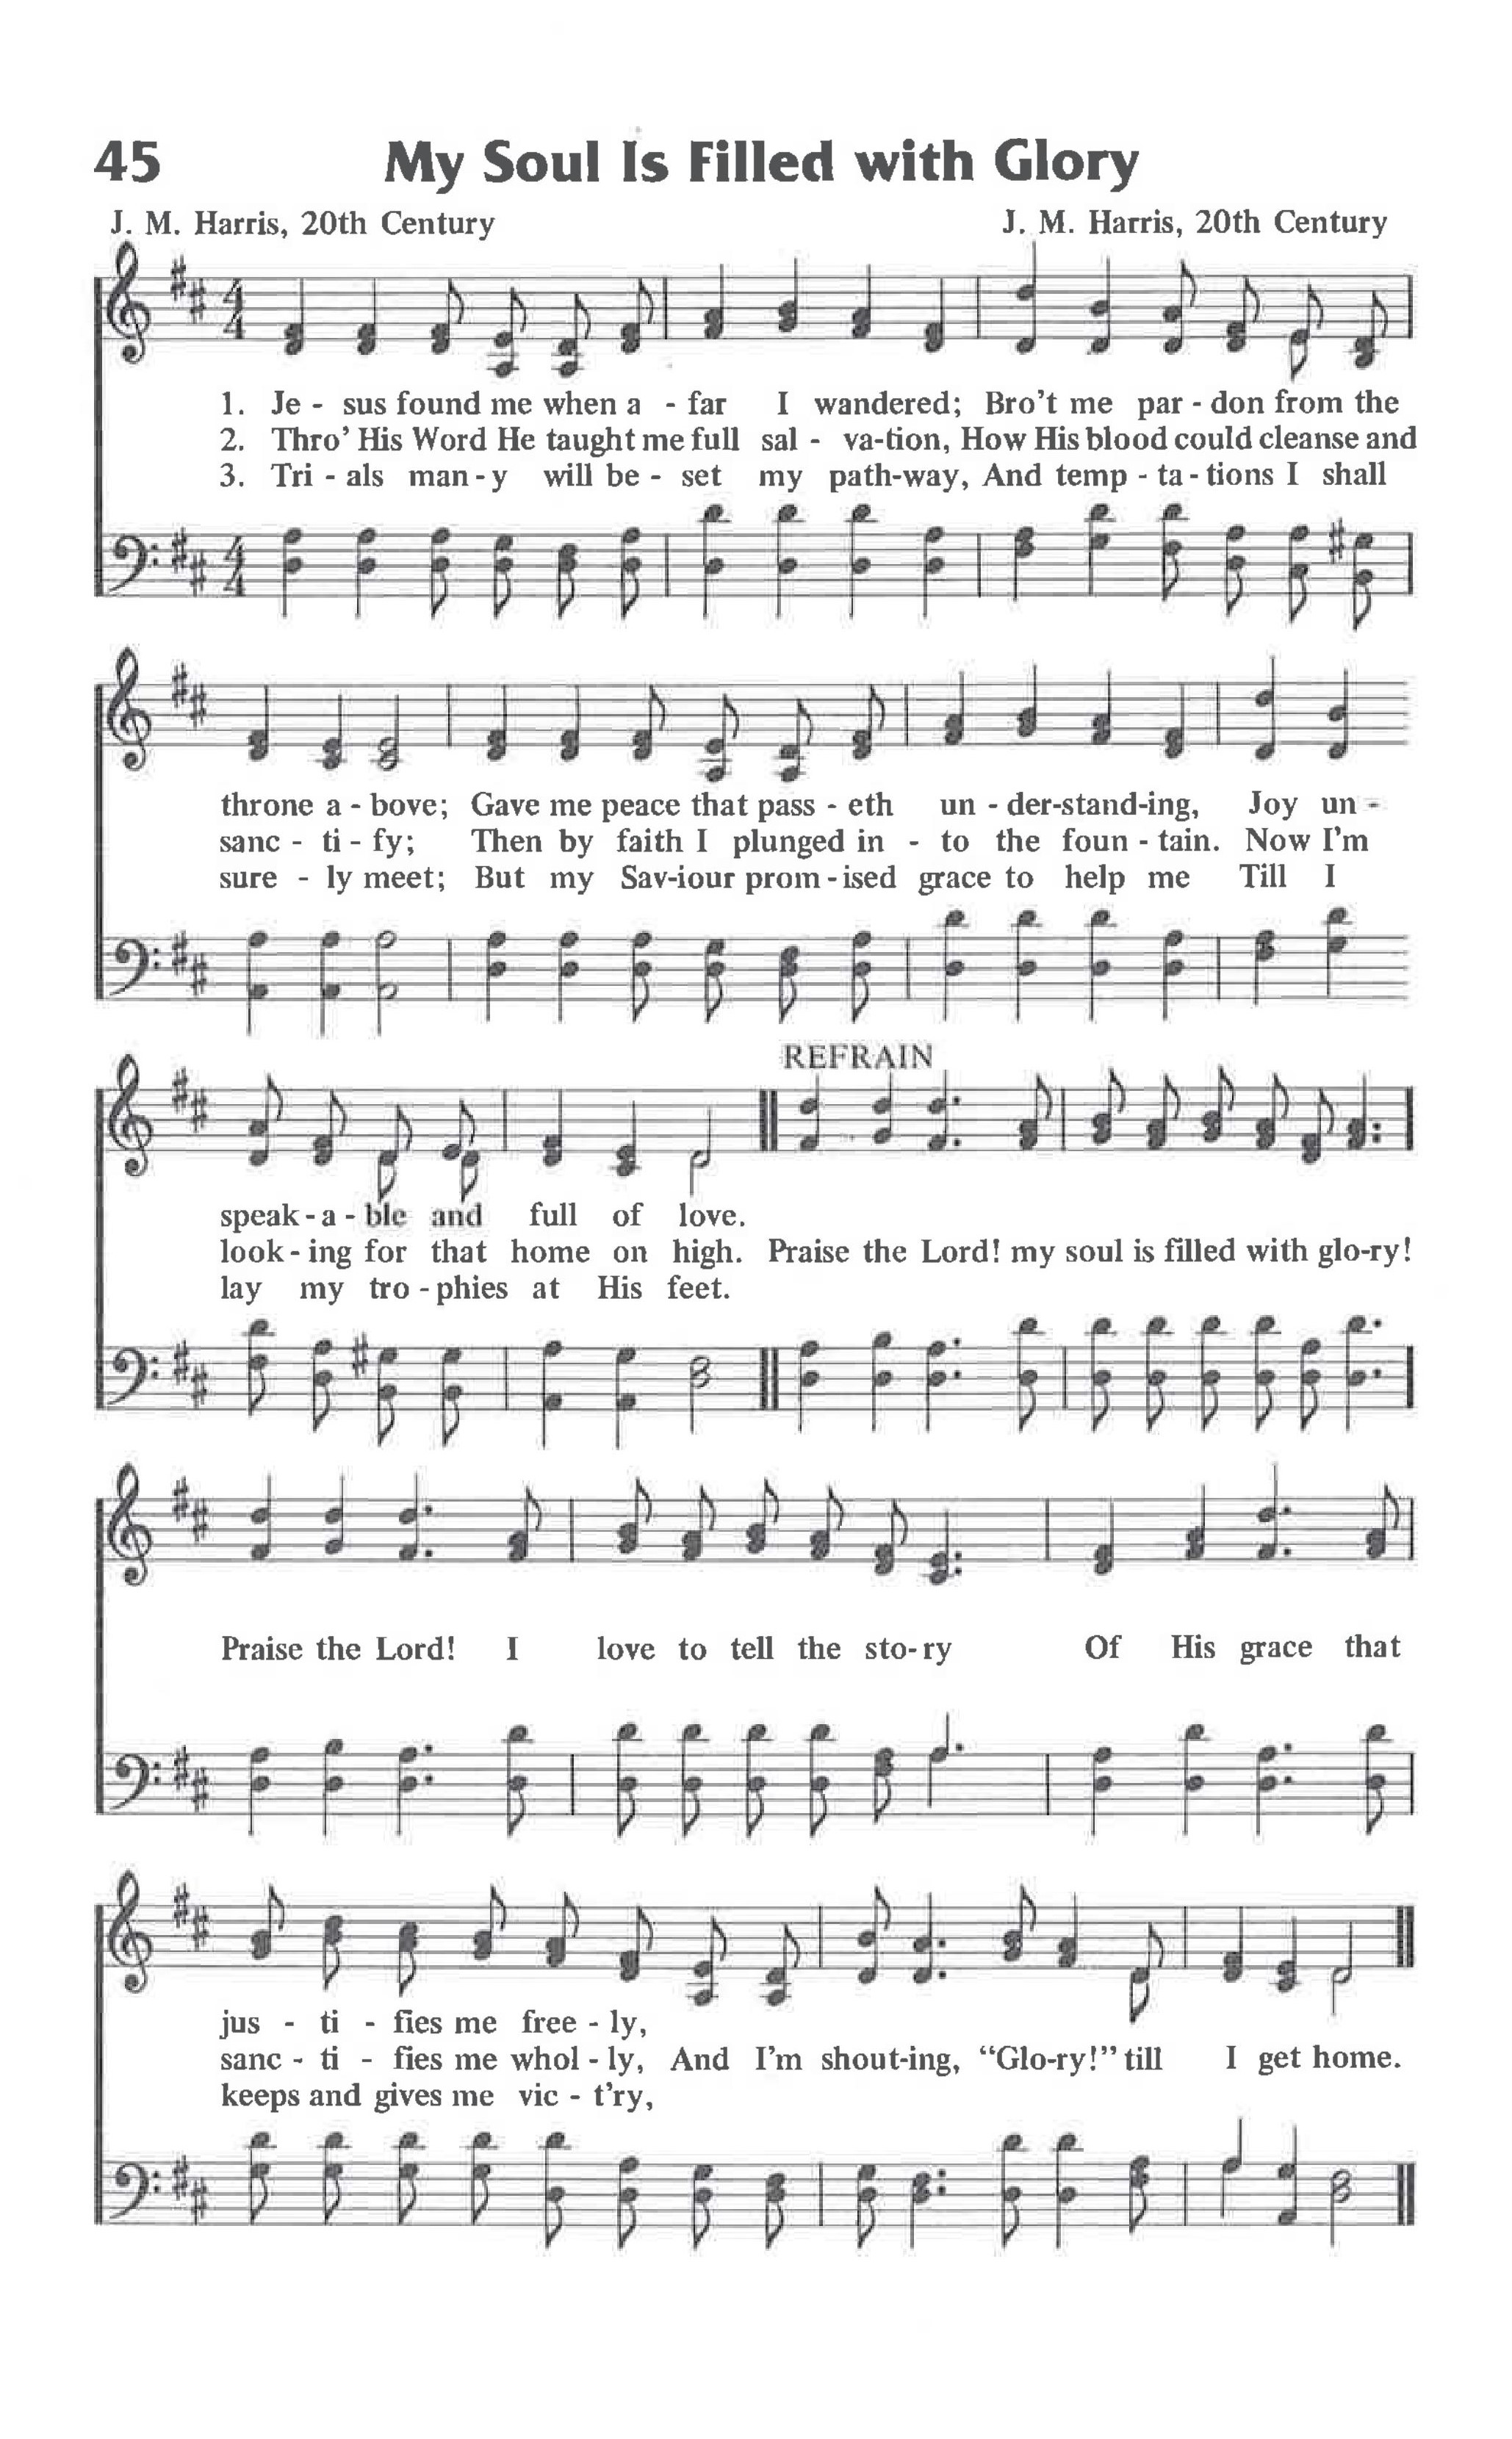 45 My Soul Is Filled with Glory
J. M. Harris, 20th Century J. M. Harris, 20th Century
1. Je - sus found me when a - far I wandered; Bro't me par - don from the
2. Thro' His Word He taught me full sal - va-tion, How His blood could cleanse and
3. Tri - als man - y will be - set my path-way, And temp - ta - tions I shall
throne a - bove; Gave me peace that pass - eth un - der-stand-ing, Joy un -
sanc - ti - fy; Then by faith I plunged in - to the foun - tain. Now I'm
sure - ly meet; But my Sav-iour prom - ised grace to help me Till I
REFRAIN
speak - a - ble and full of love.
look - ing for that home on high. Praise the Lord! my soul is filled with glo-ry!
lay my tro - phies at His feet.
Praise the Lord! I love to tell the sto- ry Of His grace that
jus - ti - fies me free - ly,
sanc - ti - fies me whol - ly, And I'm shout-ing, "Glo-ry!" till I get home.
keeps and gives me vic - t'ry,